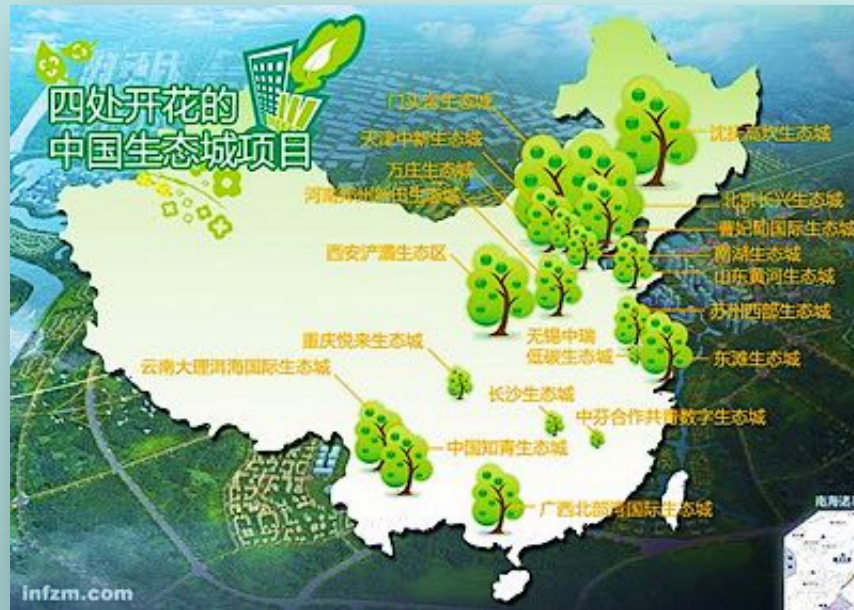 四处开花的
中国生态城项目
门头沟生态城
天津中新生态城
万庄生态城
西安浐灞生态区
重庆悦来生态城
云南大理洱海国际生态城
沈抚高坎生态城
北京长兴生态城
曹妃甸国际生态城
南湖生态城
山东黄河生态城
苏州西部生态城
无锡中瑞
低碳生态城
东滩生态城
长沙生态城
中芬合作共青数字生态城
中国知青生态城
广西北部湾国际生态城
infzm.com